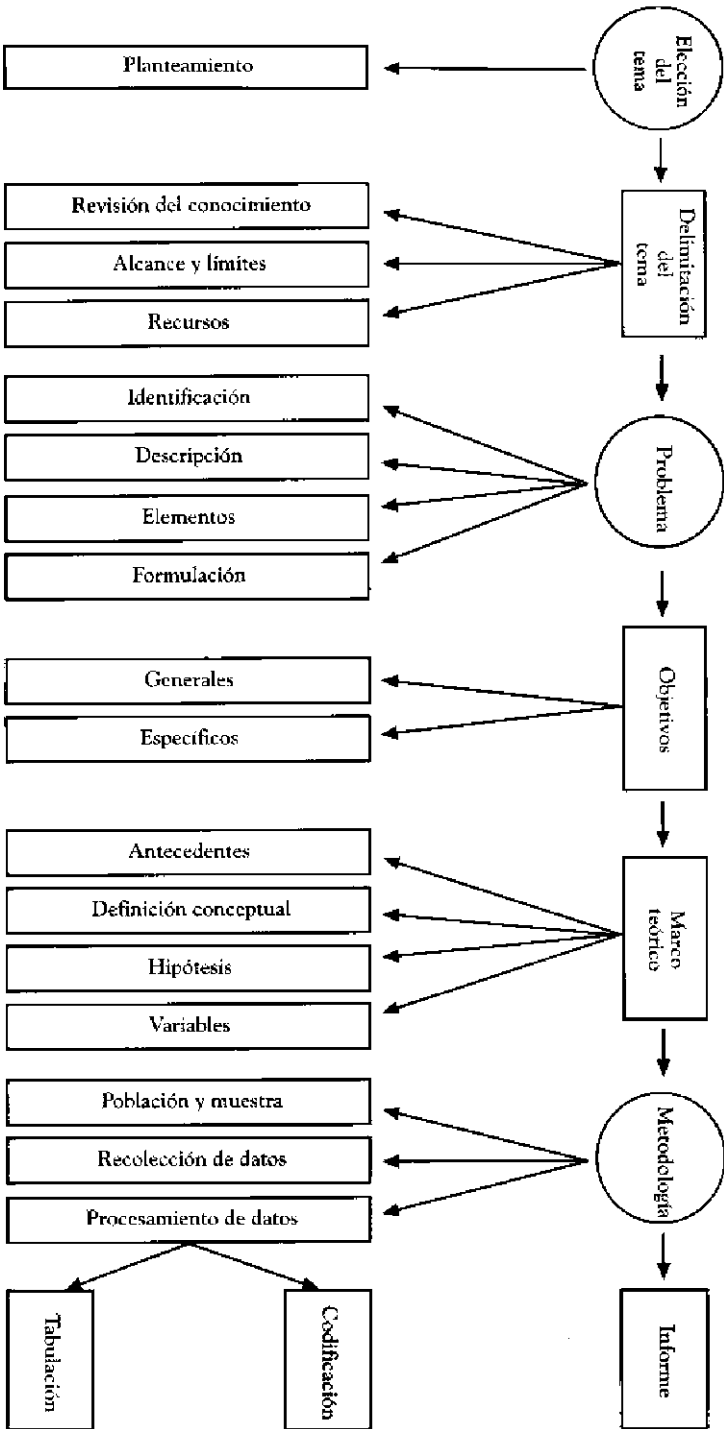 Elección
del
tema
Planteamiento
Delimitación
del
tema
Revisión del conocimiento
Alcance y límites
Recursos
Problema
Identificación
Descripción
Elementos
Formulación
Objetivos
Generales
Específicos
Marco
teórico
Antecedentes
Definición conceptual
Hipótesis
Variables
Metodología
Población y muestra
Recolección de datos
Procesamiento de datos
Tabulación
Codificación
Informe